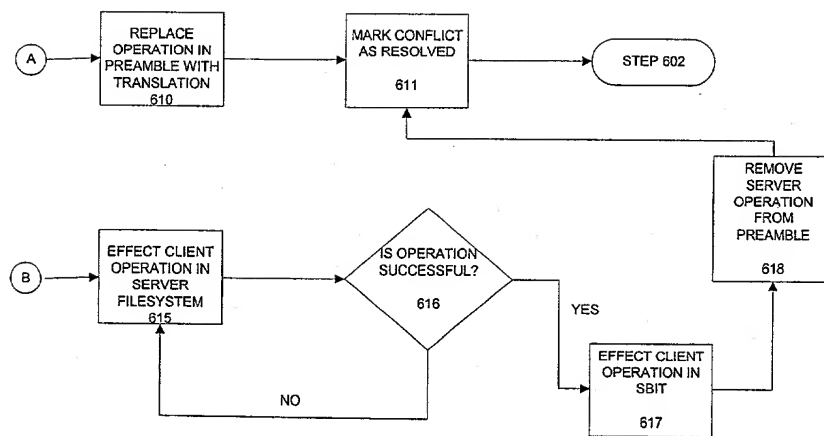 A
REPLACE
OPERATION IN
PREAMBLE WITH
TRANSLATION
610
MARK CONFLICT
AS RESOLVED
611
STEP 602
REMOVE
SERVER
OPERATION
FROM
PREAMBLE
618
B
EFFECT CLIENT
OPERATION IN
SERVER
FILESYSTEM
615
IS OPERATION
SUCCESSFUL?
616
YES
NO
EFFECT CLIENT
OPERATION IN
SBIT
617